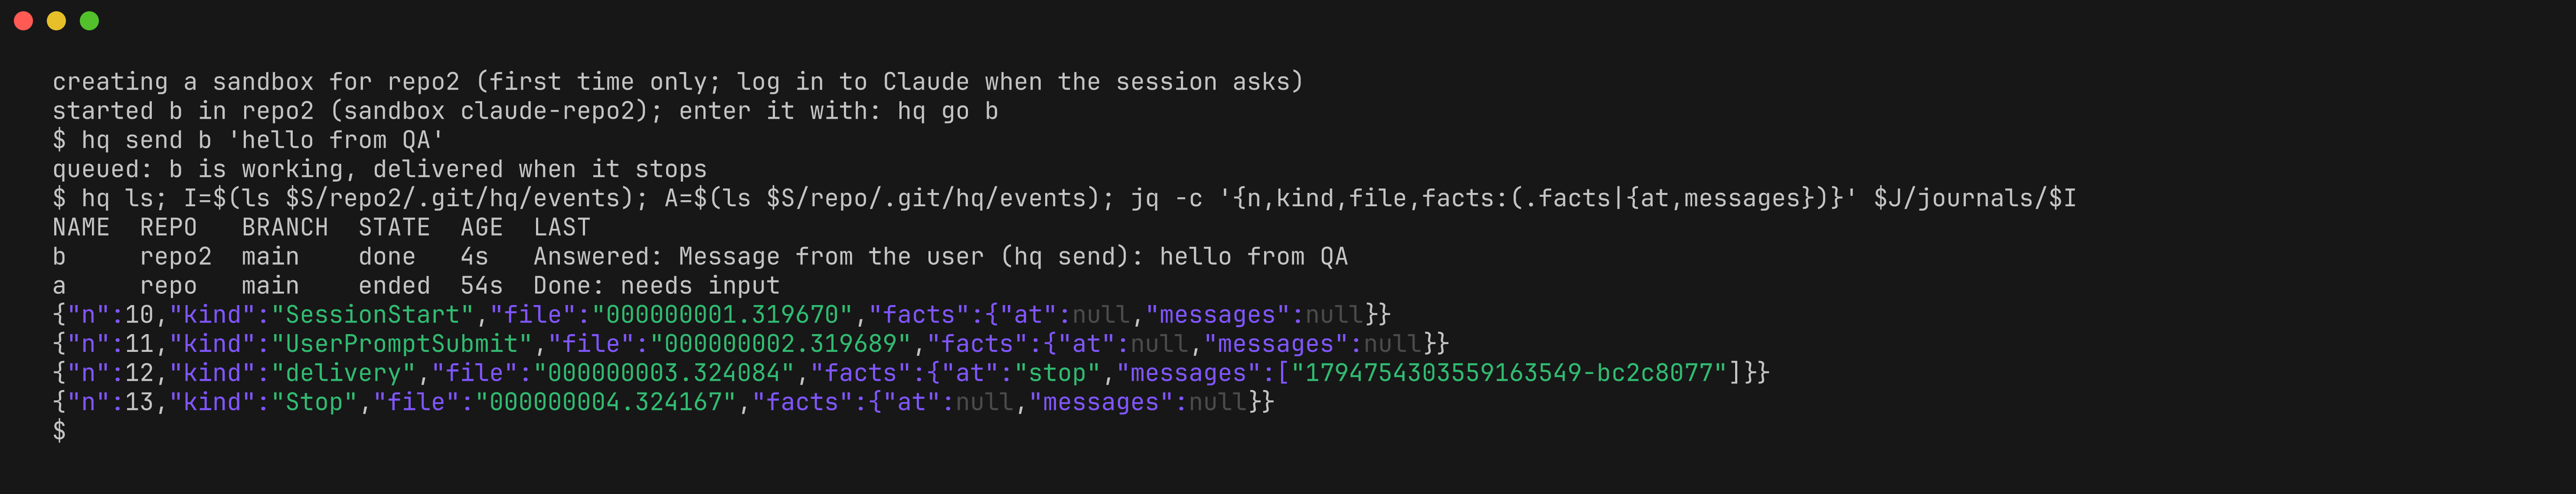 creating a sandbox for repo2 (first time only; log in to Claude when the session asks)
started b in repo2 (sandbox claude-repo2); enter it with: hq go b
$ hq send b 'hello from QA'
queued: b is working, delivered when it stops
$ hq ls; I=$(ls $S/repo2/.git/hq/events); A=$(ls $S/repo/.git/hq/events); jq -c '{n,kind,file,facts:(.facts|{at,messages})}' $J/journals/$I
NAME  REPO   BRANCH  STATE  AGE  LAST
b     repo2  main    done   4s   Answered: Message from the user (hq send): hello from QA
a     repo   main    ended  54s  Done: needs input
{"n":10,"kind":"SessionStart","file":"000000001.319670","facts":{"at":null,"messages":null}}
{"n":11,"kind":"UserPromptSubmit","file":"000000002.319689","facts":{"at":null,"messages":null}}
{"n":12,"kind":"delivery","file":"000000003.324084","facts":{"at":"stop","messages":["1794754303559163549-bc2c8077"]}}
{"n":13,"kind":"Stop","file":"000000004.324167","facts":{"at":null,"messages":null}}
$